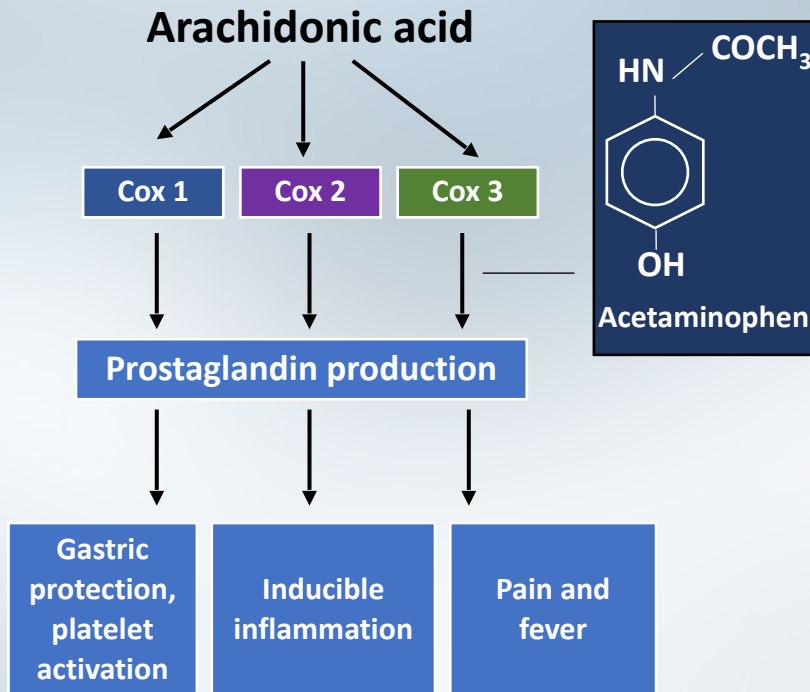 Arachidonic acid
COCH3
HN
Cox 1
Cox 2
Cox 3
OH
Acetaminophen
Prostaglandin production
Gastric
protection,
platelet
activation
Inducible
inflammation
Pain and
fever